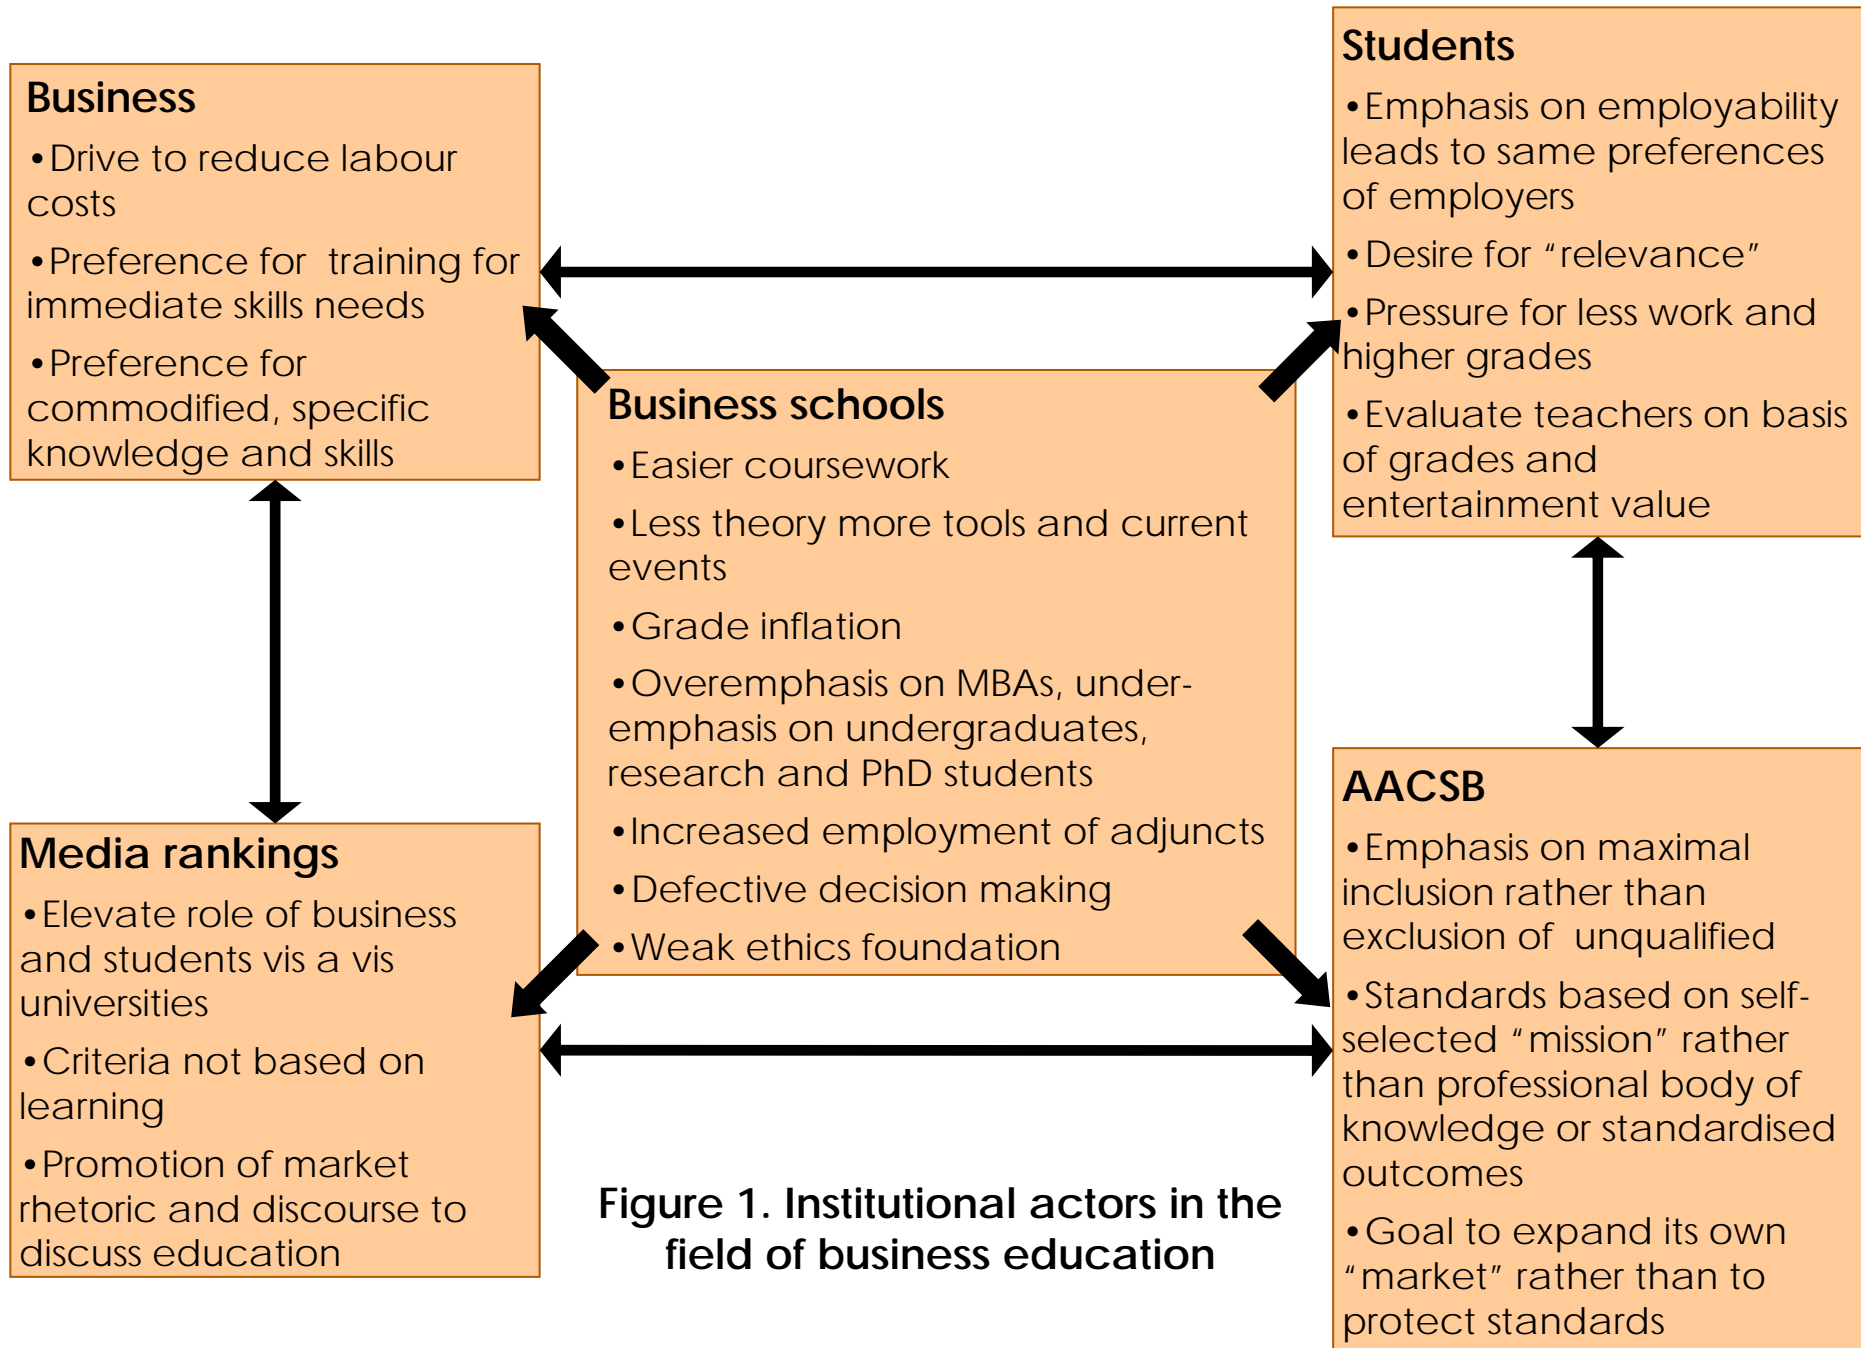 Business
•Drive to reduce labour
costs
•Preference for training for
immediate skills needs
•Preference for
commodified, specific
knowledge and skills
Students
•Emphasis on employability
leads to same preferences
of employers
•Desire for “relevance”
•Pressure for less work and
higher grades
•Evaluate teachers on basis
of grades and
entertainment value
Business schools
•Easier coursework
•Less theory more tools and current
events
•Grade inflation
•Overemphasis on MBAs, under-
emphasis on undergraduates,
research and PhD students
•Increased employment of adjuncts
•Defective decision making
•Weak ethics foundation
Media rankings
•Elevate role of business
and students vis a vis
universities
•Criteria not based on
learning
•Promotion of market
rhetoric and discourse to
discuss education
AACSB
•Emphasis on maximal
inclusion rather than
exclusion of unqualified
•Standards based on self-
selected “mission” rather
than professional body of
knowledge or standardised
outcomes
•Goal to expand its own
“market” rather than to
protect standards
Figure 1. Institutional actors in the
field of business education